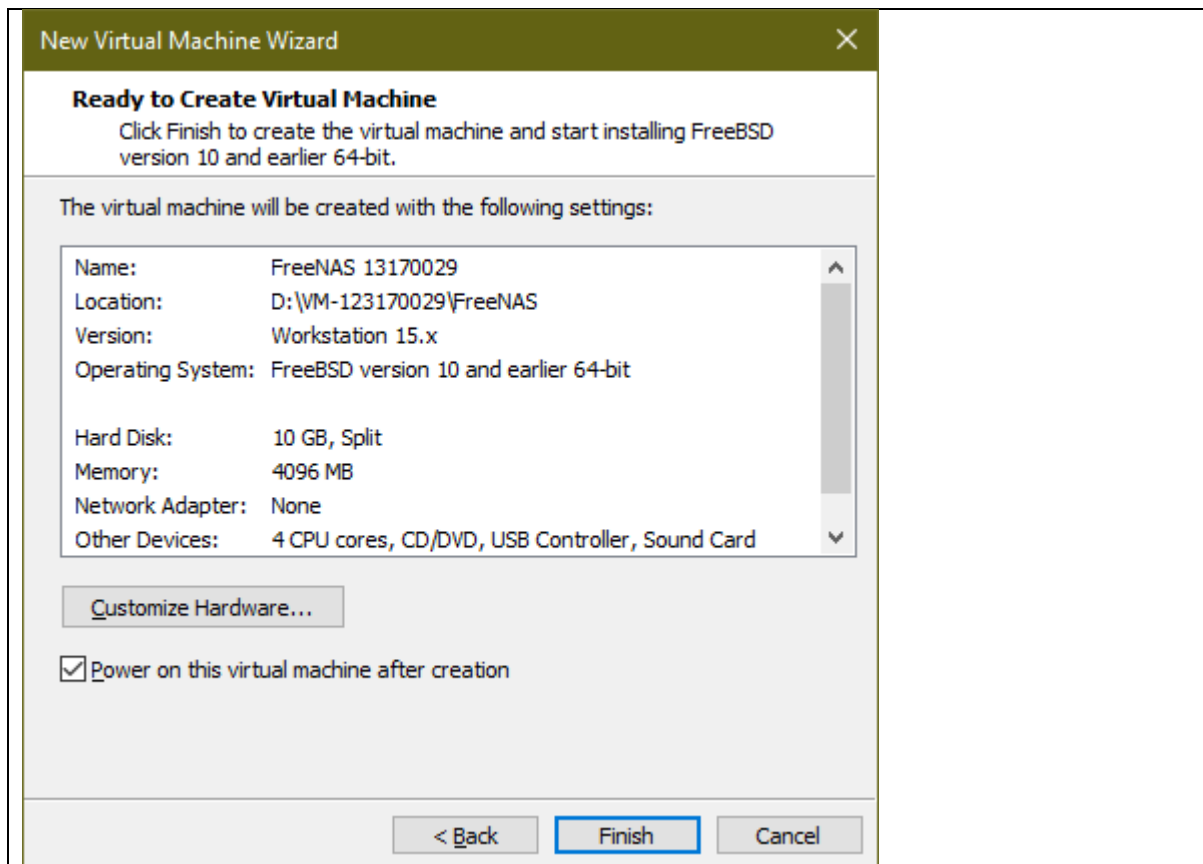 New Virtual Machine Wizard
Ready to Create Virtual Machine
Click Finish to create the virtual machine and start installing FreeBSD
version 10 and earlier 64-bit.
The virtual machine will be created with the following settings:
Name: FreeNAS 13170029
Location: D:\VM-123170029\FreeNAS
Version: Workstation 15.x
Operating System: FreeBSD version 10 and earlier 64-bit
Hard Disk: 10 GB, Split
Memory: 4096 MB
Network Adapter: None
Other Devices: 4 CPU cores, CD/DVD, USB Controller, Sound Card
Customize Hardware...
Power on this virtual machine after creation
< Back Finish Cancel